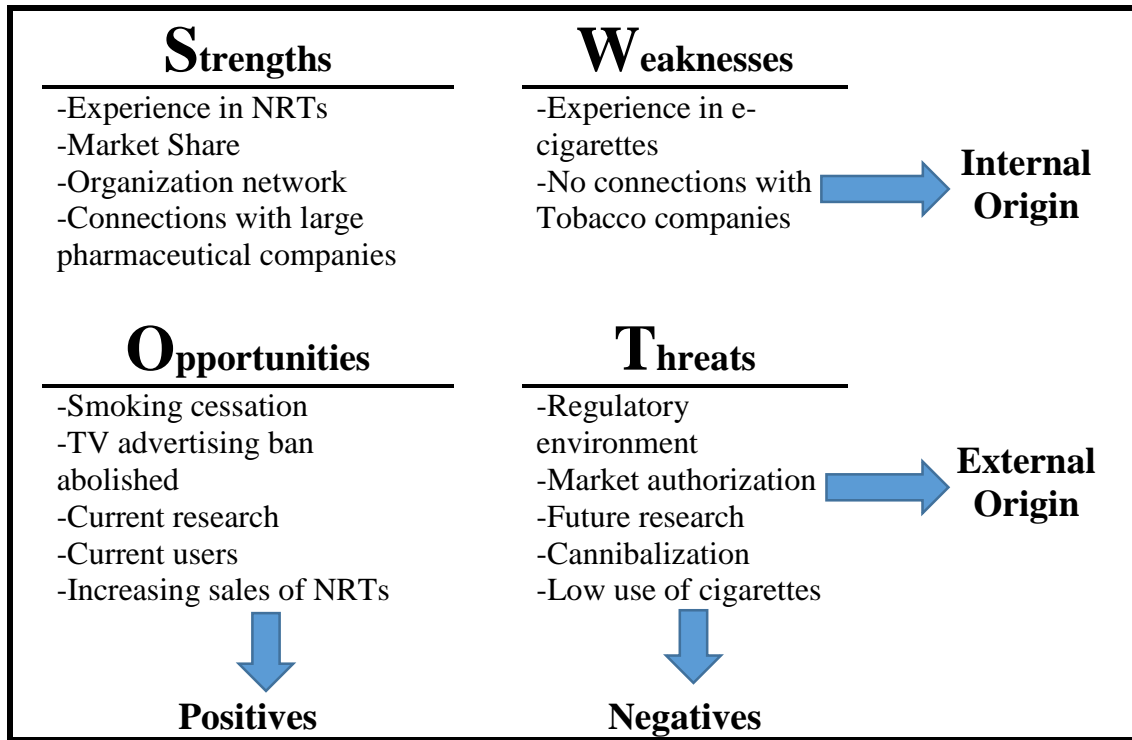 Strengths
-Experience in NRTs
-Market Share
-Organization network
-Connections with large
pharmaceutical companies
Weaknesses
-Experience in e-
cigarettes
-No connections with
Tobacco companies
Internal
Origin
Opportunities
-Smoking cessation
-TV advertising ban
abolished
-Current research
-Current users
-Increasing sales of NRTs
Threats
-Regulatory
environment
-Market authorization
-Future research
-Cannibalization
-Low use of cigarettes
External
Origin
Positives
Negatives